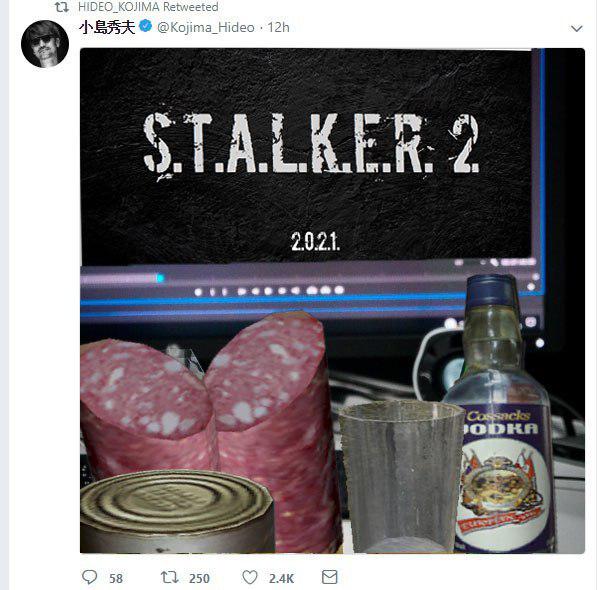 HIDEO_KOJIMA Retweeted
小島秀夫 @Kojima_Hideo · 12h
S.T.A.L.K.E.R. 2
2.0.2.1.
Cossacks
VODKA
58 250 2.4K